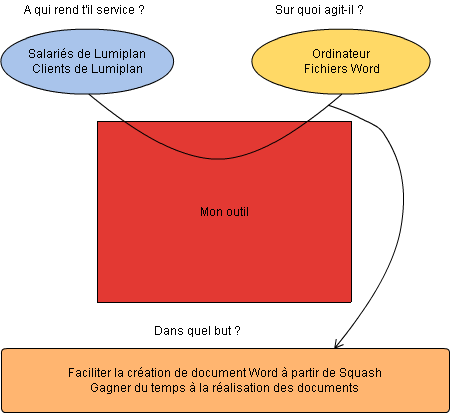 A qui rend t'il service ?
Sur quoi agit-il ?
Salariés de Lumiplan
Clients de Lumiplan
Ordinateur
Fichiers Word
Mon outil
Dans quel but ?
Faciliter la création de document Word à partir de Squash
Gagner du temps à la réalisation des documents